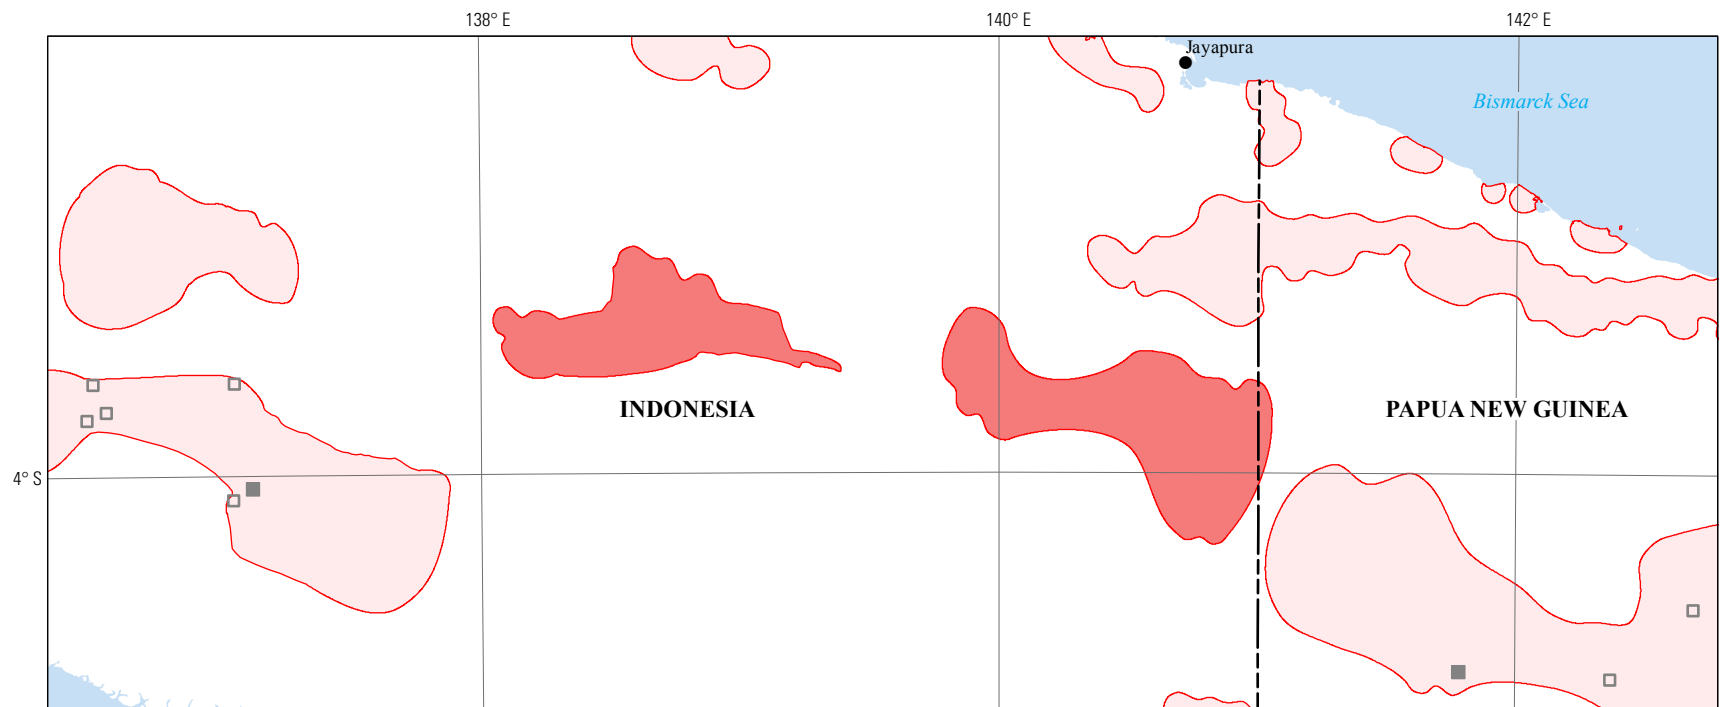 138° E
140° E
142° E
Jayapura
Bismarck Sea
INDONESIA
PAPUA NEW GUINEA
4° S